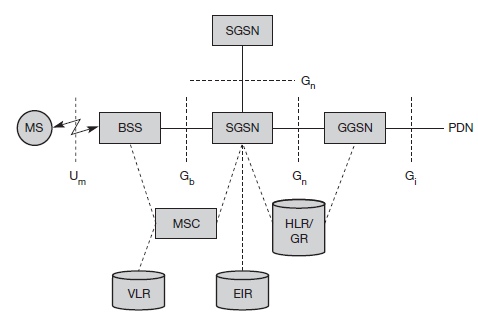 SGSN
Gn
MS
BSS
SGSN
GGSN
PDN
Um
Gb
Gn
Gi
MSC
HLR/
GR
VLR
EIR